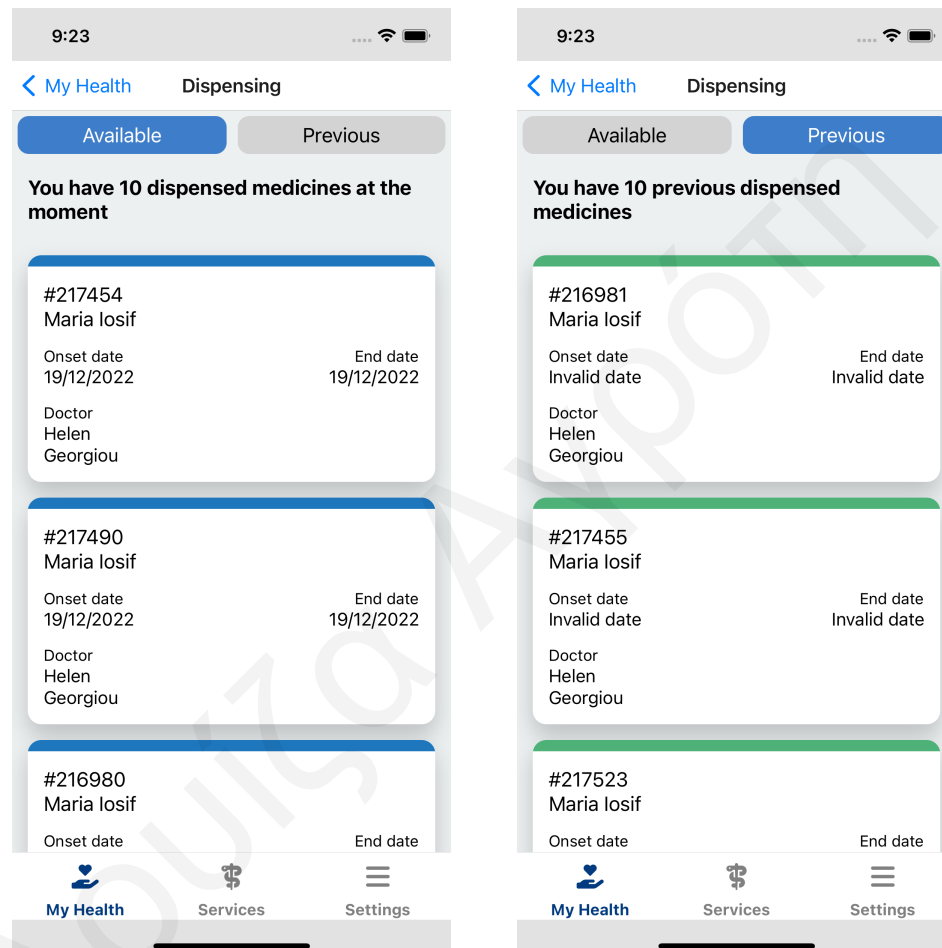 9:23
My Health Dispensing
Available Previous
You have 10 dispensed medicines at the
moment
#217454
Maria Iosif
Onset date End date
19/12/2022 19/12/2022
Doctor
Helen
Georgiou
#217490
Maria Iosif
Onset date End date
19/12/2022 19/12/2022
Doctor
Helen
Georgiou
#216980
Maria Iosif
Onset date End date
My Health Services Settings
9:23
My Health Dispensing
Available Previous
You have 10 previous dispensed
medicines
#216981
Maria Iosif
Onset date End date
Invalid date Invalid date
Doctor
Helen
Georgiou
#217455
Maria Iosif
Onset date End date
Invalid date Invalid date
Doctor
Helen
Georgiou
#217523
Maria Iosif
Onset date End date
My Health Services Settings